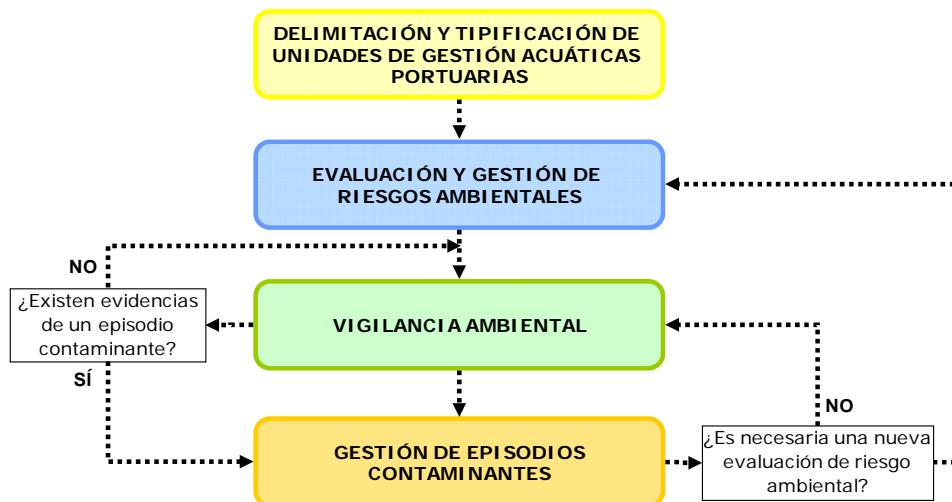 DELIMITACIÓN Y TIPIFICACIÓN DE
UNIDADES DE GESTIÓN ACUÁTICAS
PORTUARIAS
EVALUACIÓN Y GESTIÓN DE
RIESGOS AMBIENTALES
NO
¿Existen evidencias
de un episodio
contaminante?
SÍ
VIGILANCIA AMBIENTAL
GESTIÓN DE EPISODIOS
CONTAMINANTES
NO
¿Es necesaria una nueva
evaluación de riesgo
ambiental?